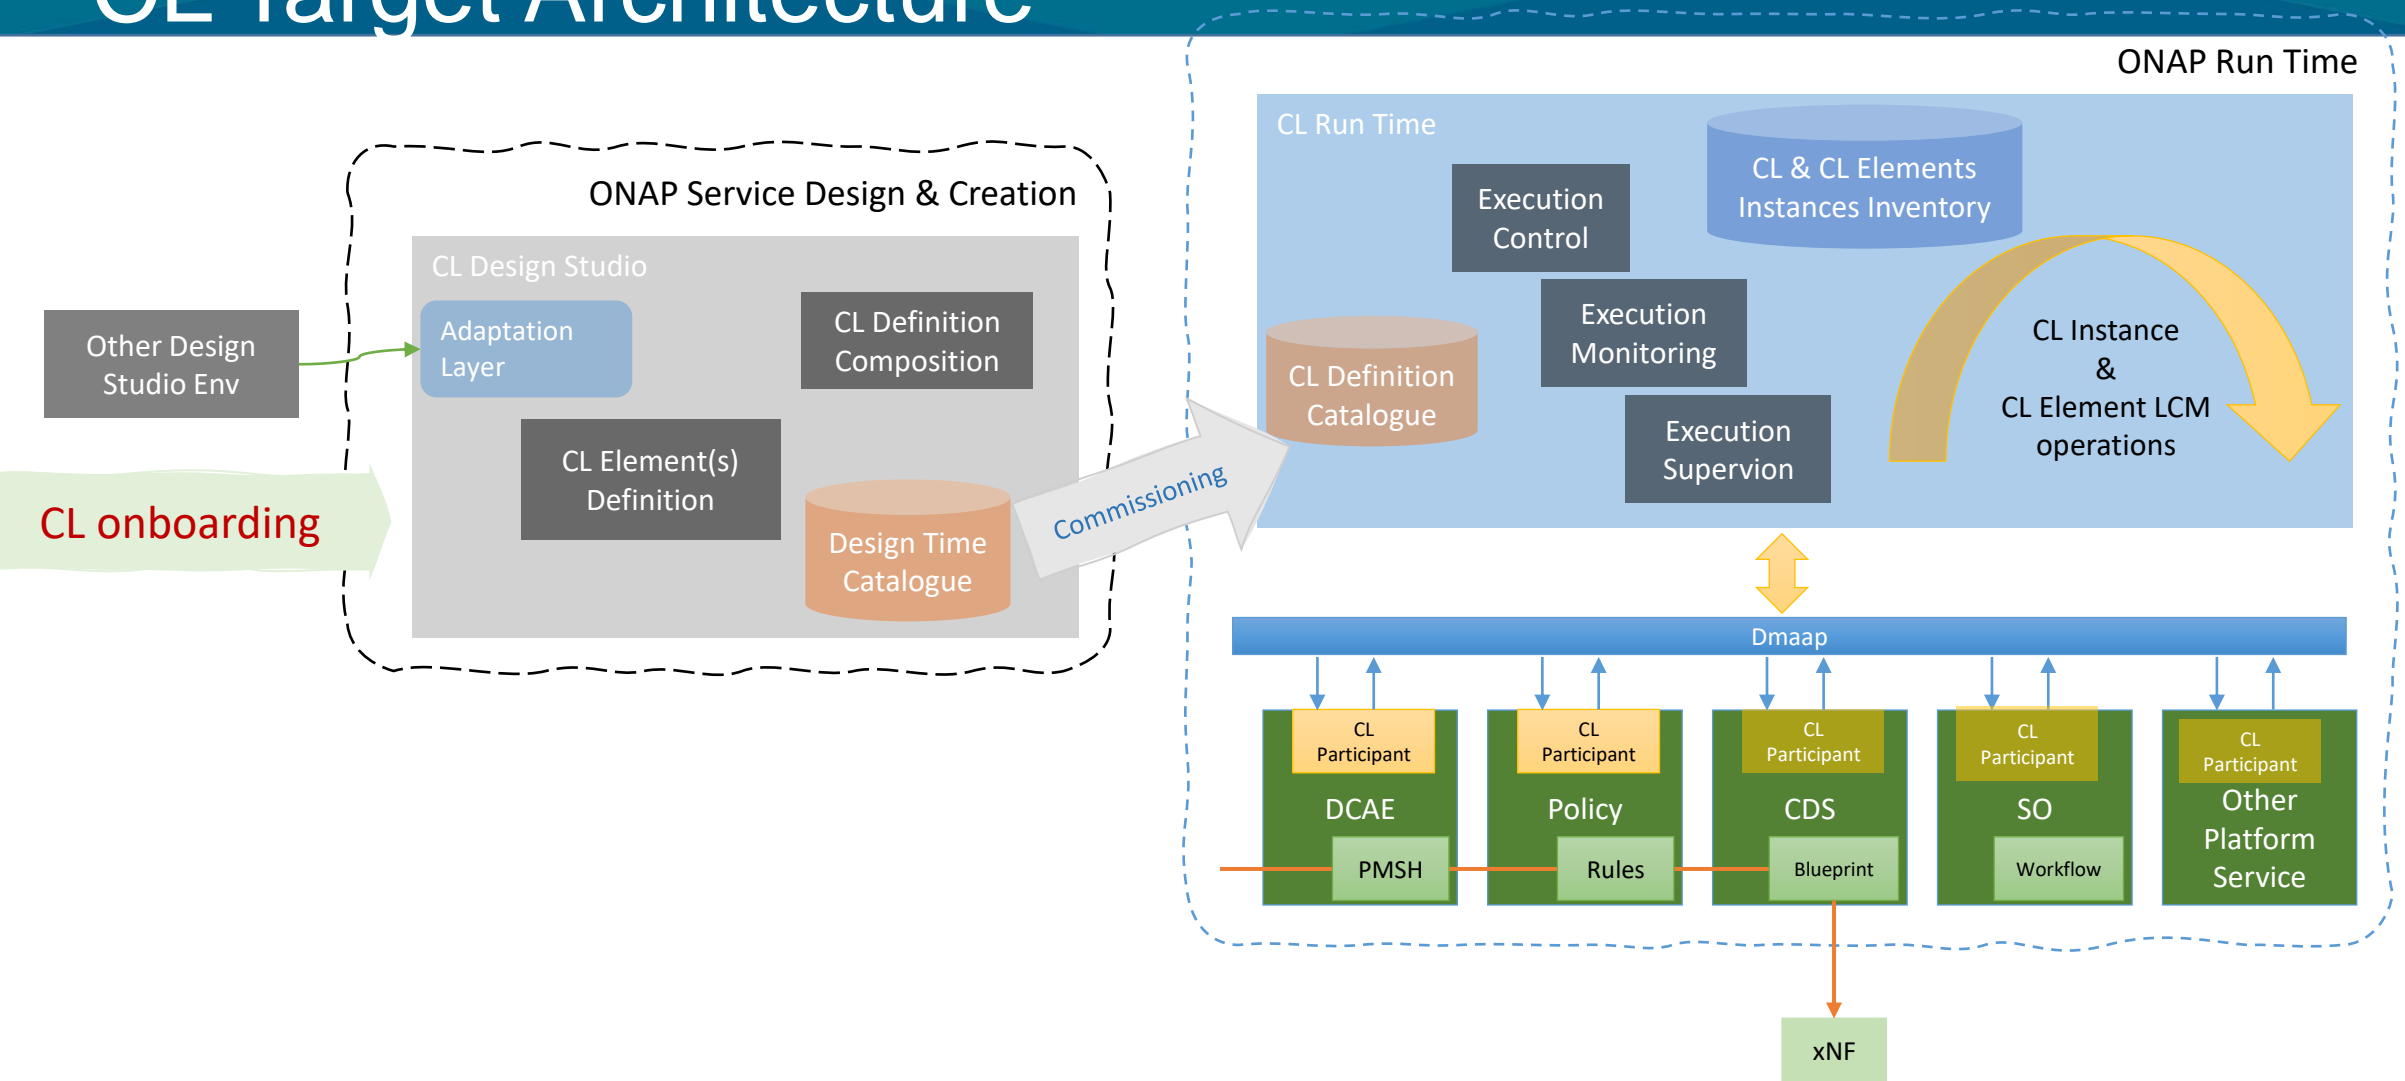 CL Target Architecture
ONAP Run Time
CL Run Time
CL & CL Elements
Instances Inventory
Execution
Control
Execution
Monitoring
Execution
Supervion
CL Definition
Catalogue
CL Instance
&
CL Element LCM
operations
ONAP Service Design & Creation
CL Design Studio
Adaptation
Layer
CL Definition
Composition
CL Element(s)
Definition
Design Time
Catalogue
Other Design
Studio Env
CL onboarding
Commissioning
Dmaap
CL
Participant
DCAE
PMSH
CL
Participant
Policy
Rules
CL
Participant
CDS
Blueprint
CL
Participant
SO
Workflow
CL
Participant
Other
Platform
Service
xNF